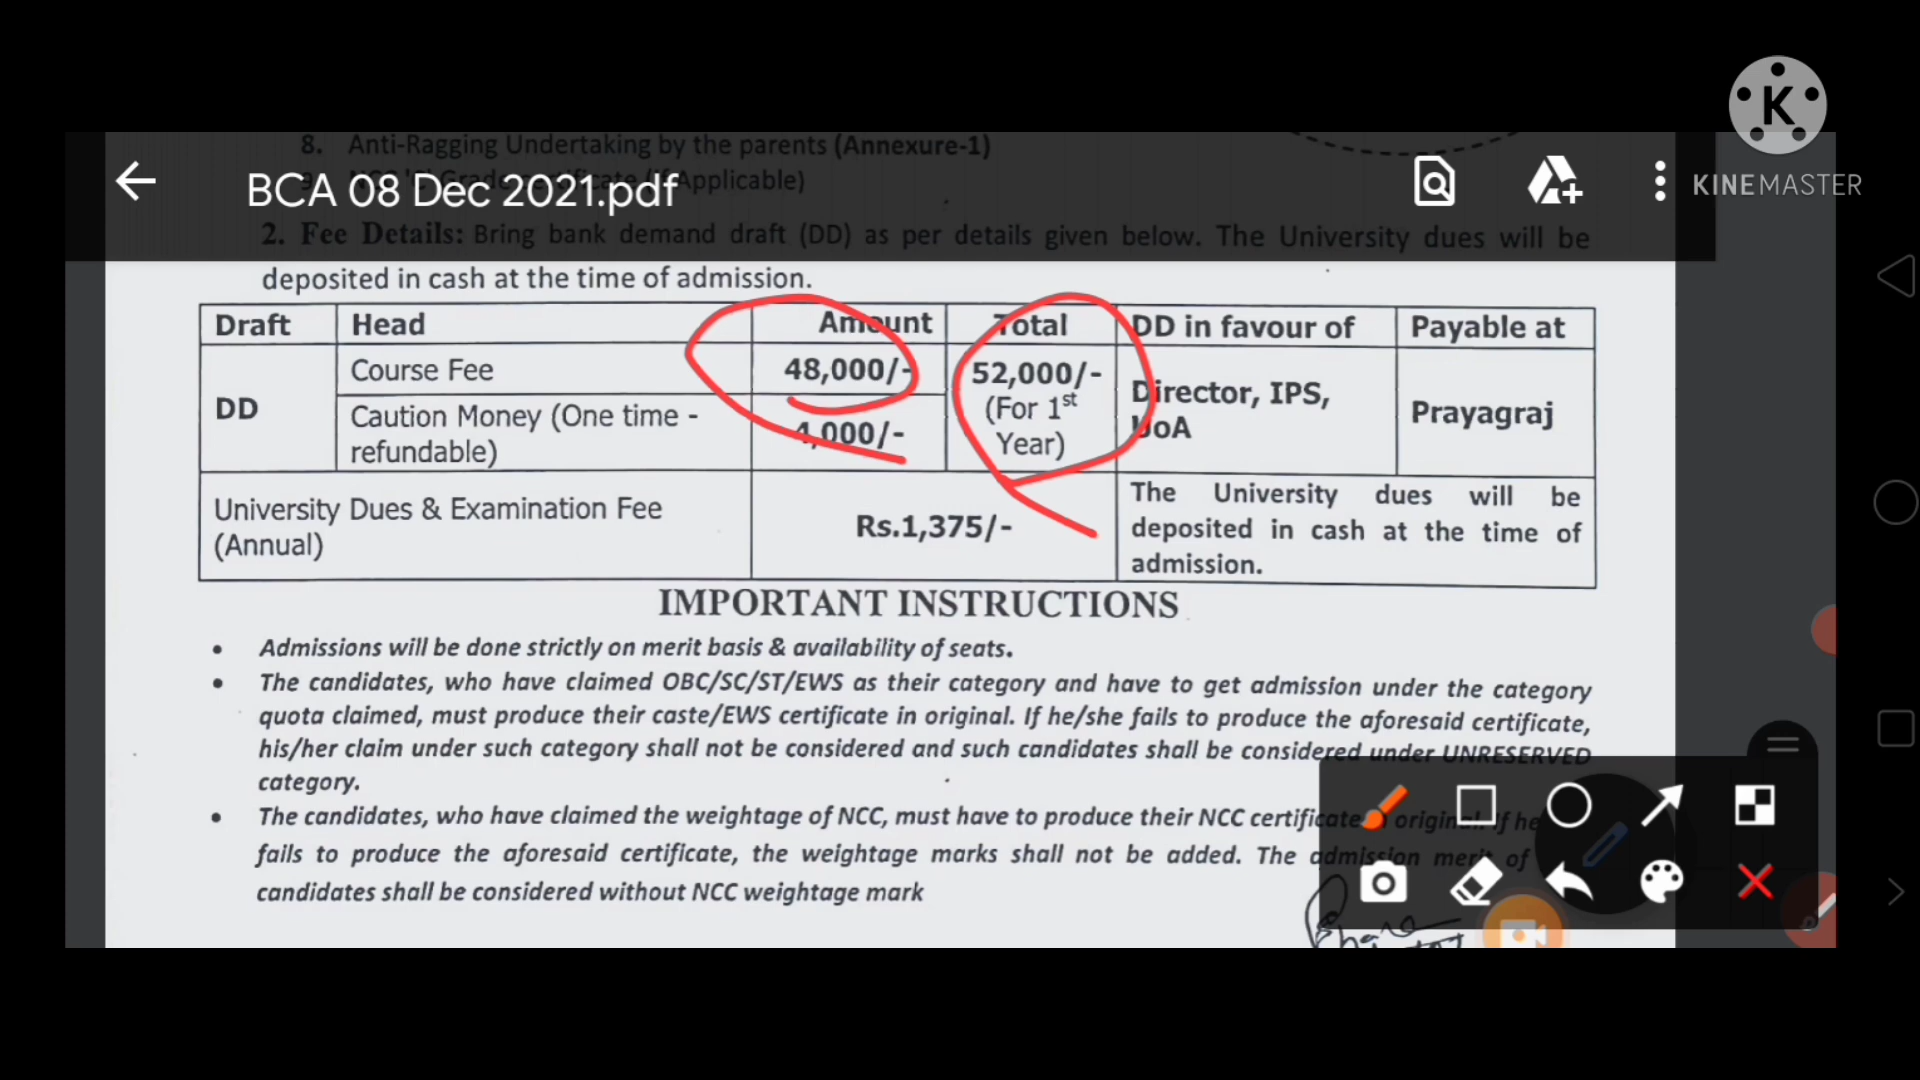 K
KINEMASTER
8. Anti-Ragging Undertaking by the parents (Annexure-1)
BCA 08 Dec 2021.pdf
Applicable)
2. Fee Details: Bring bank demand draft (DD) as per details given below. The University dues will be
deposited in cash at the time of admission.
Draft Head Amount Total DD in favour of Payable at
DD Course Fee 48,000/- 52,000/- (For 1st Year) Director, IPS, UoA Prayagraj
Caution Money (One time - refundable) 4,000/-
University Dues & Examination Fee (Annual) Rs.1,375/- The University dues will be deposited in cash at the time of admission.
IMPORTANT INSTRUCTIONS
• Admissions will be done strictly on merit basis & availability of seats.
• The candidates, who have claimed OBC/SC/ST/EWS as their category and have to get admission under the category
quota claimed, must produce their caste/EWS certificate in original. If he/she fails to produce the aforesaid certificate,
his/her claim under such category shall not be considered and such candidates shall be considered under UNRESERVED
category.
• The candidates, who have claimed the weightage of NCC, must have to produce their NCC certificate original. If he
fails to produce the aforesaid certificate, the weightage marks shall not be added. The admission merit of
candidates shall be considered without NCC weightage mark